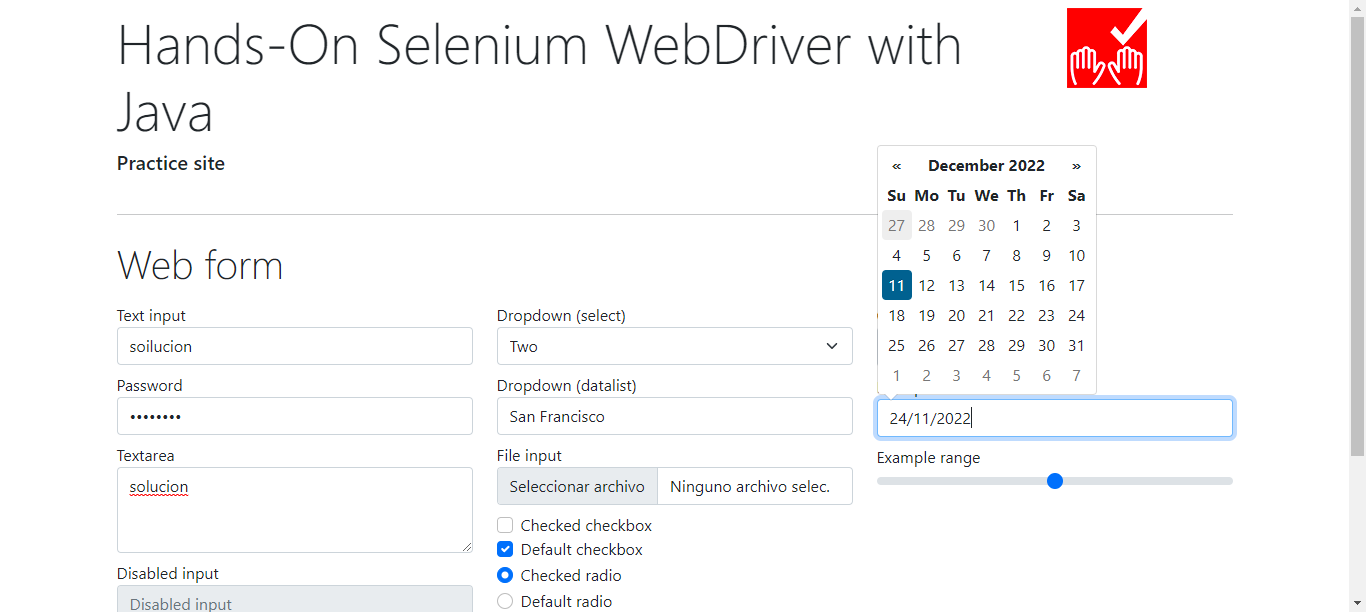 Hands-On Selenium WebDriver with
Java
Practice site
Web form
Text input
soilucion
Password
••••••••
Textarea
solucion
Disabled input
Disabled input
Dropdown (select)
Two
Dropdown (datalist)
San Francisco
File input
Seleccionar archivo Ninguno archivo selec.
Checked checkbox
Default checkbox
Checked radio
Default radio
« December 2022 »
Su Mo Tu We Th Fr Sa
27 28 29 30 1 2 3
4 5 6 7 8 9 10
11 12 13 14 15 16 17
18 19 20 21 22 23 24
25 26 27 28 29 30 31
1 2 3 4 5 6 7
24/11/2022
Example range